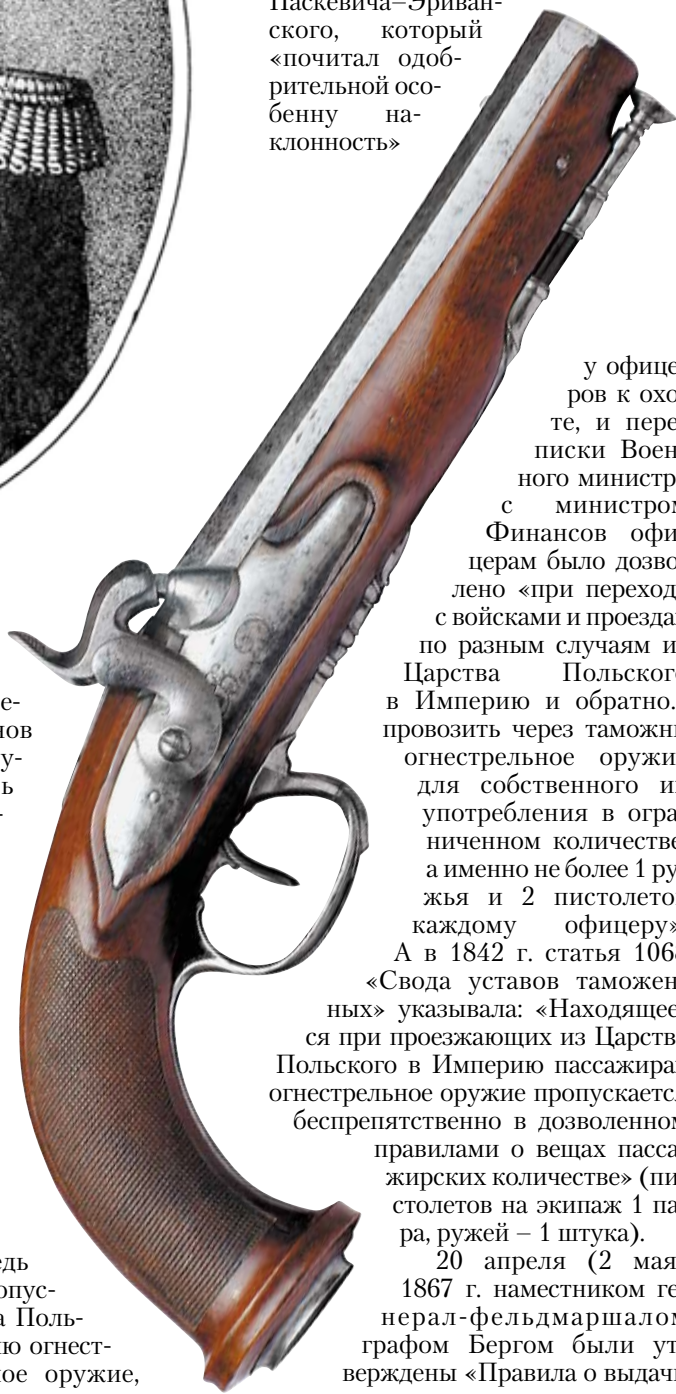 Паскевича–Эриван-
ского, который
«почитал одоб-
рительной осо-
бенну на-
клонность»
у офице
ров к охо
те, и пере
писки Воен
ного министр
с министром
Финансов офи
церам было дозво
лено «при переход
с войсками и проезда
по разным случаям и
Царства Польског
в Империю и обратно.
провозить через таможн
огнестрельное оружи
для собственного и
употребления в огра
ниченном количестве
а именно не более 1 ру
жья и 2 пистолето
каждому офицеру»
А в 1842 г. статья 106
«Свода уставов таможен
ных» указывала: «Находящее
ся при проезжающих из Царств
Польского в Империю пассажира
огнестрельное оружие пропускаетс
беспрепятственно в дозволенном
правилами о вещах пасса
жирских количестве» (пи
столетов на экипаж 1 па
ра, ружей – 1 штука).
20 апреля (2 мая
1867 г. наместником ге
нерал-фельдмаршалом
графом Бергом были ут
верждены «Правила о выдач
е-
нов
у-
ь
-
едь
опус-
а Поль-
ию огнест-
ное оружие,